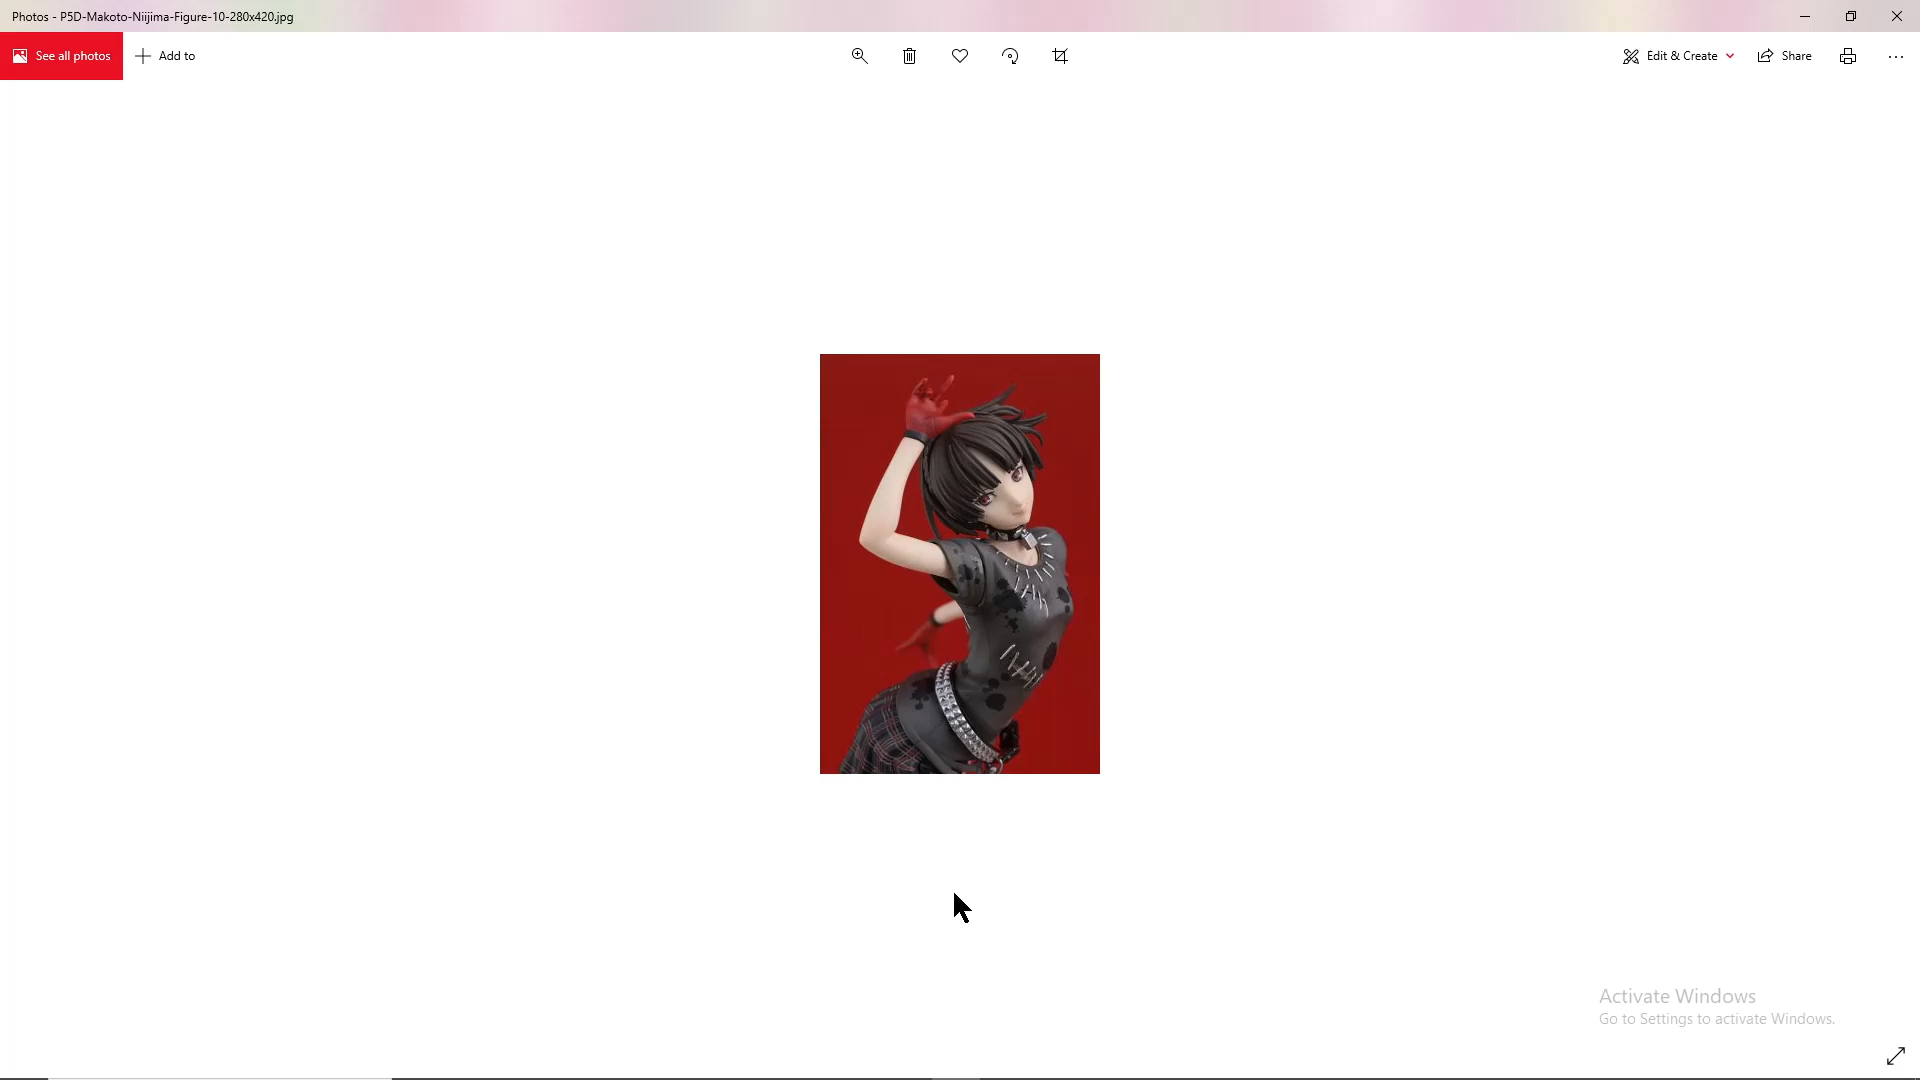 Photos - P5D-Makoto-Niijima-Figure-10-280x420.jpg
See all photos
Add to
Edit & Create
Share
Activate Windows
Go to Settings to activate Windows.